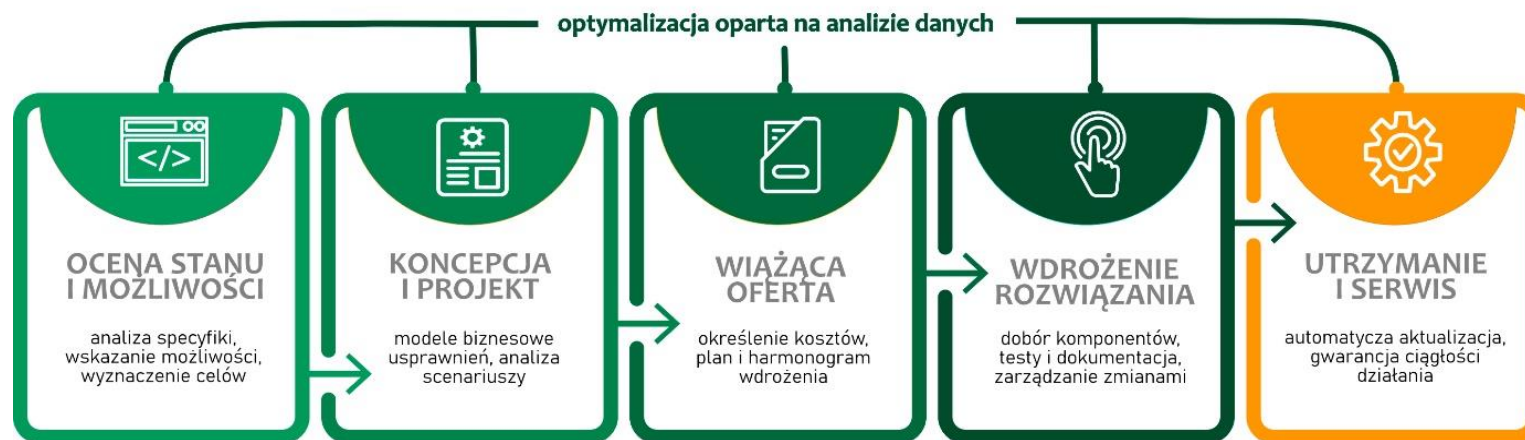 optymalizacja oparta na analizie danych
</>
OCENA STANU
I MOŻLIWOŚCI
analiza specyfiki,
wskazanie możliwości,
wyznaczenie celów
KONCEPCJA
I PROJEKT
modele biznesowe
usprawnień, analiza
scenariuszy
WIĄŻĄCA
OFERTA
określenie kosztów,
plan i harmonogram
wdrożenia
WDROŻENIE
ROZWIĄZANIA
dobór komponentów,
testy i dokumentacja,
zarządzanie zmianami
UTRZYMANIE
I SERWIS
automatycza aktualizacja,
gwarancja ciągłości
działania